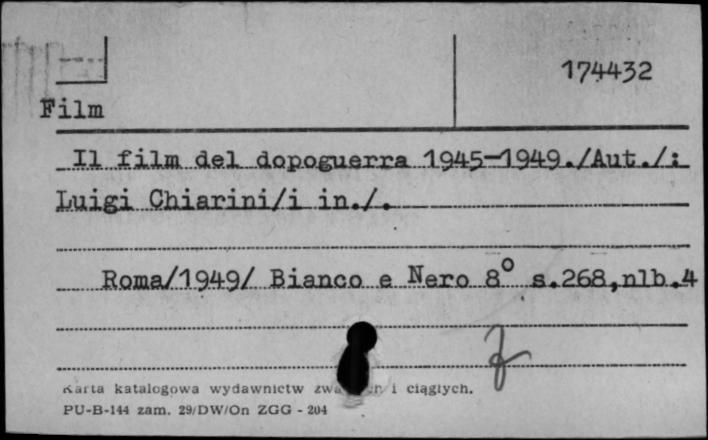 174432
Film
Il film del dopoguerra 1945-1949./Aut./:
Luigi Chiarini/i in./.
Roma/1949/ Bianco e Nero 8° s.268,nlb.4
Karta katalogowa wydawnictw i ciągłych.
PU-B-144 zam. 29/DW/On ZGG - 204